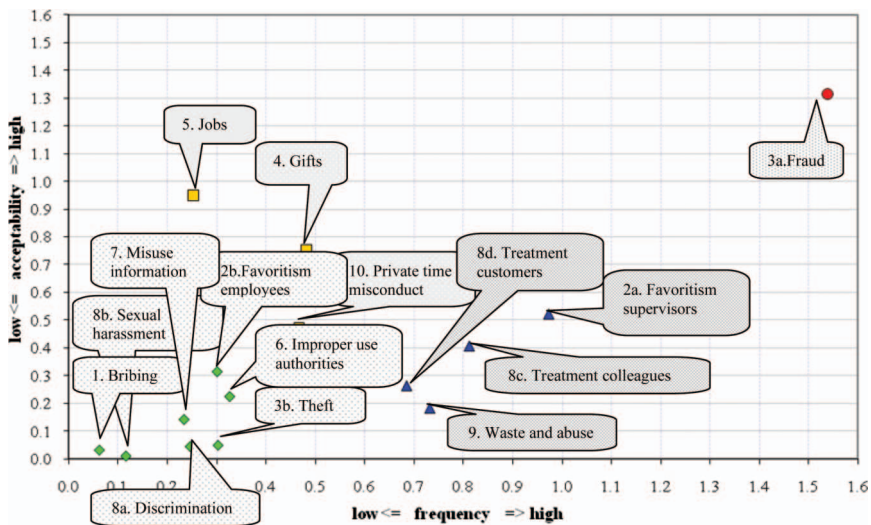 1.6
1.5
1.4
1.3
1.2
1.1
1.0
0.9
0.8
0.7
0.6
0.5
0.4
0.3
0.2
0.1
0.0
low<= acceptability => high
5. Jobs
4. Gifts
3a.Fraud
7. Misuse
information
2b.Favoritism
employees
10. Private time
misconduct
8d. Treatment
customers
2a. Favoritism
supervisors
8b. Sexual
harassment
6. Improper use
authorities
1. Bribing
8c. Treatment colleagues
3b. Theft
9. Waste and abuse
8a. Discrimination
0.0 0.1 0.2 0.4 0.5 0.6 0.7 0.8 0.9 1.0 1.1 1.2 1.3 1.4 1.5 1.6
low<= frequency => high